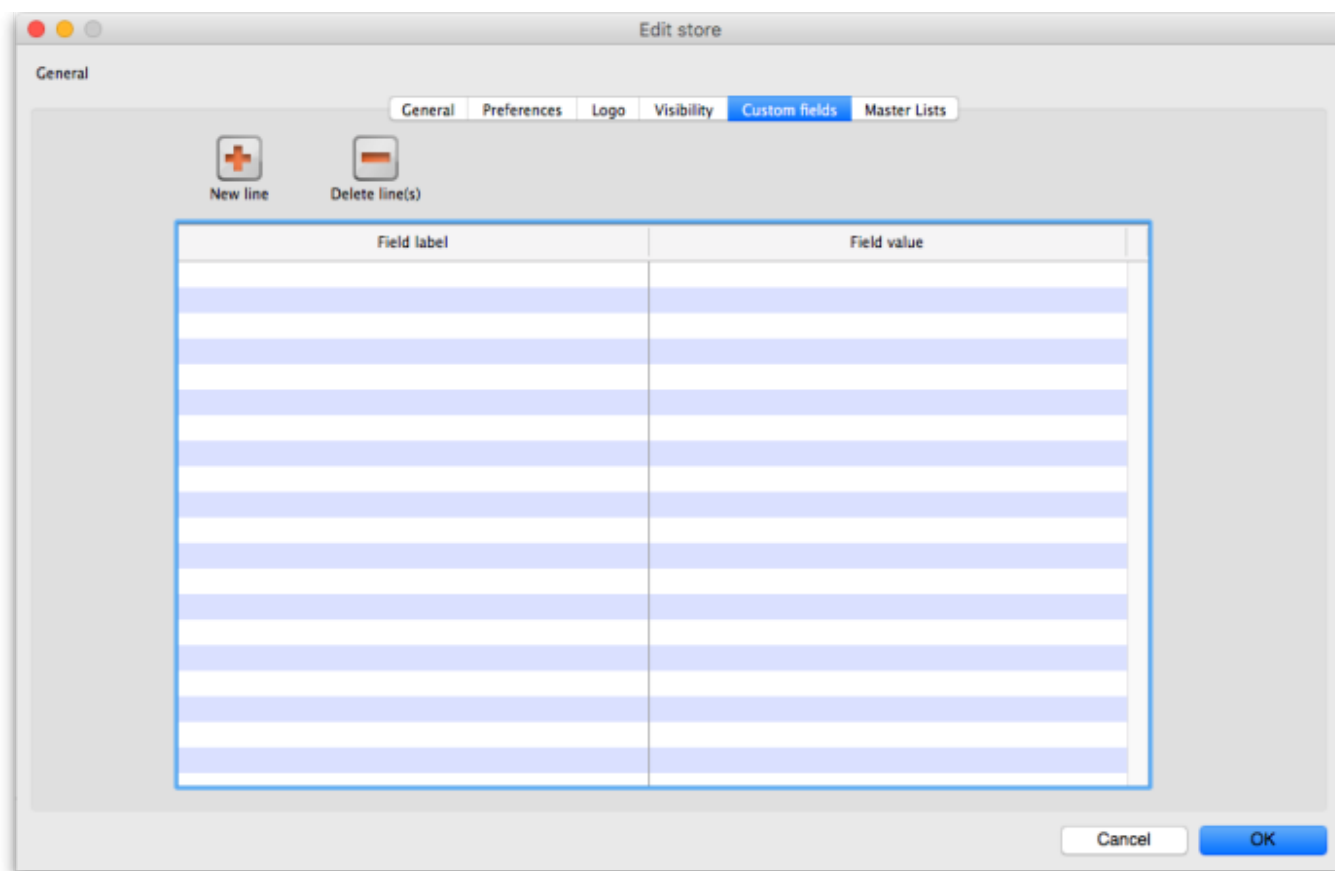 Edit store
General
General Preferences Logo Visibility Custom fields Master Lists
New line Delete line(s)
Field label Field value
Cancel OK